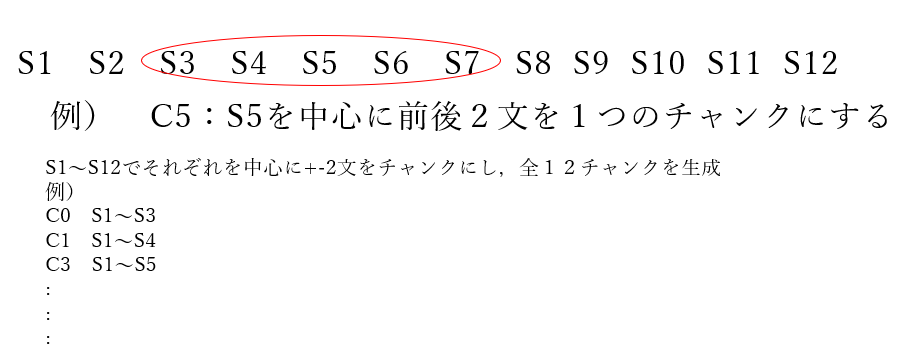 S1 S2 S3 S4 S5 S6 S7 S8 S9 S10 S11 S12
例） C5：S5を中心に前後２文を１つのチャンクにする
S1～S12でそれぞれを中心に+-2文をチャンクにし，全１２チャンクを生成
例）
C0 S1～S3
C1 S1～S4
C3 S1～S5
:
:
: